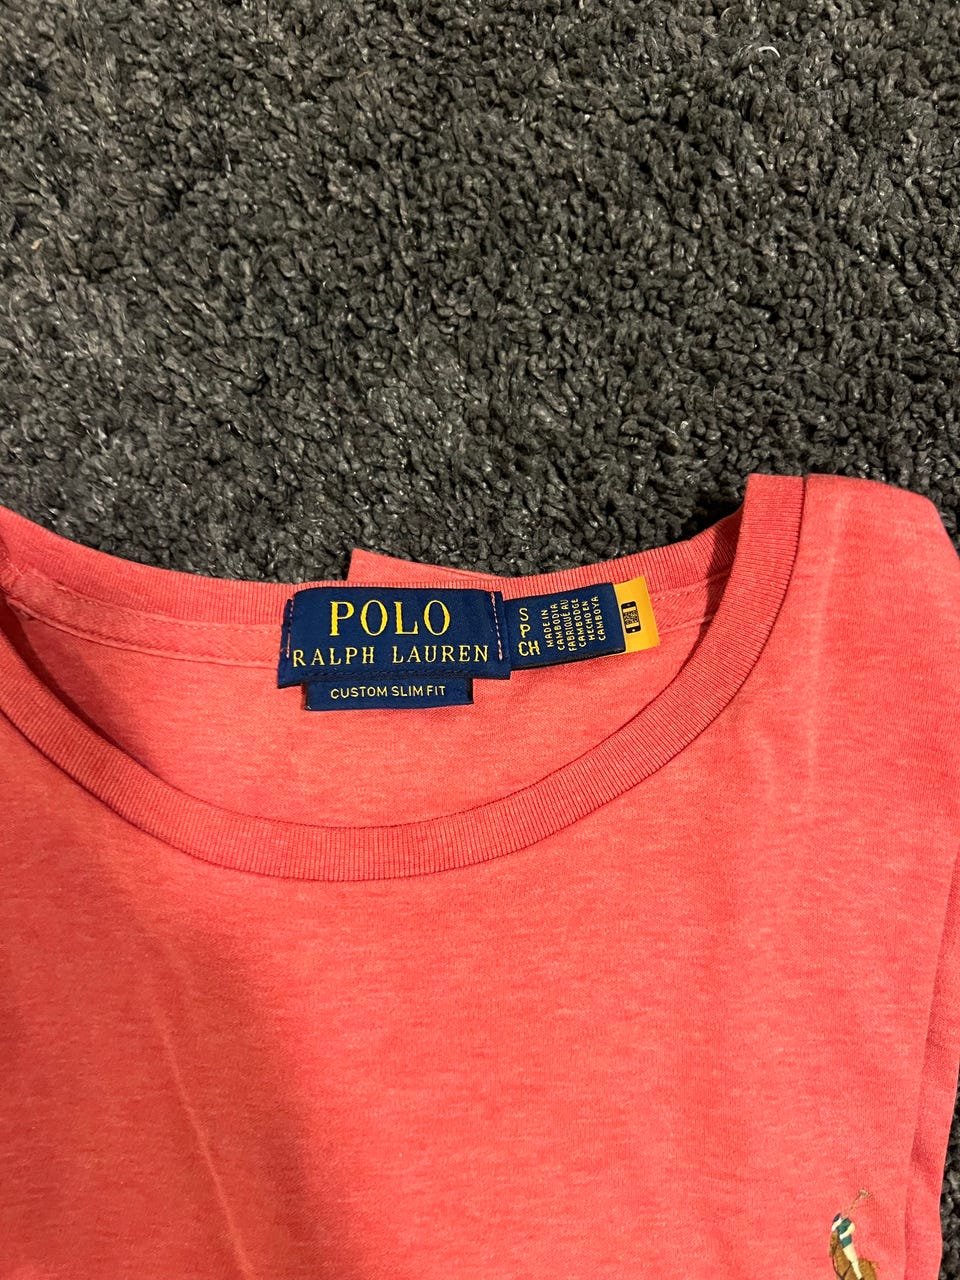 POLO
RALPH LAUREN
CUSTOM SLIM FIT
S
P
CH
MADE IN
CAMBODIA
FABRIQUÉ AU
CAMBODGE
HECHO EN
CAMBOYA